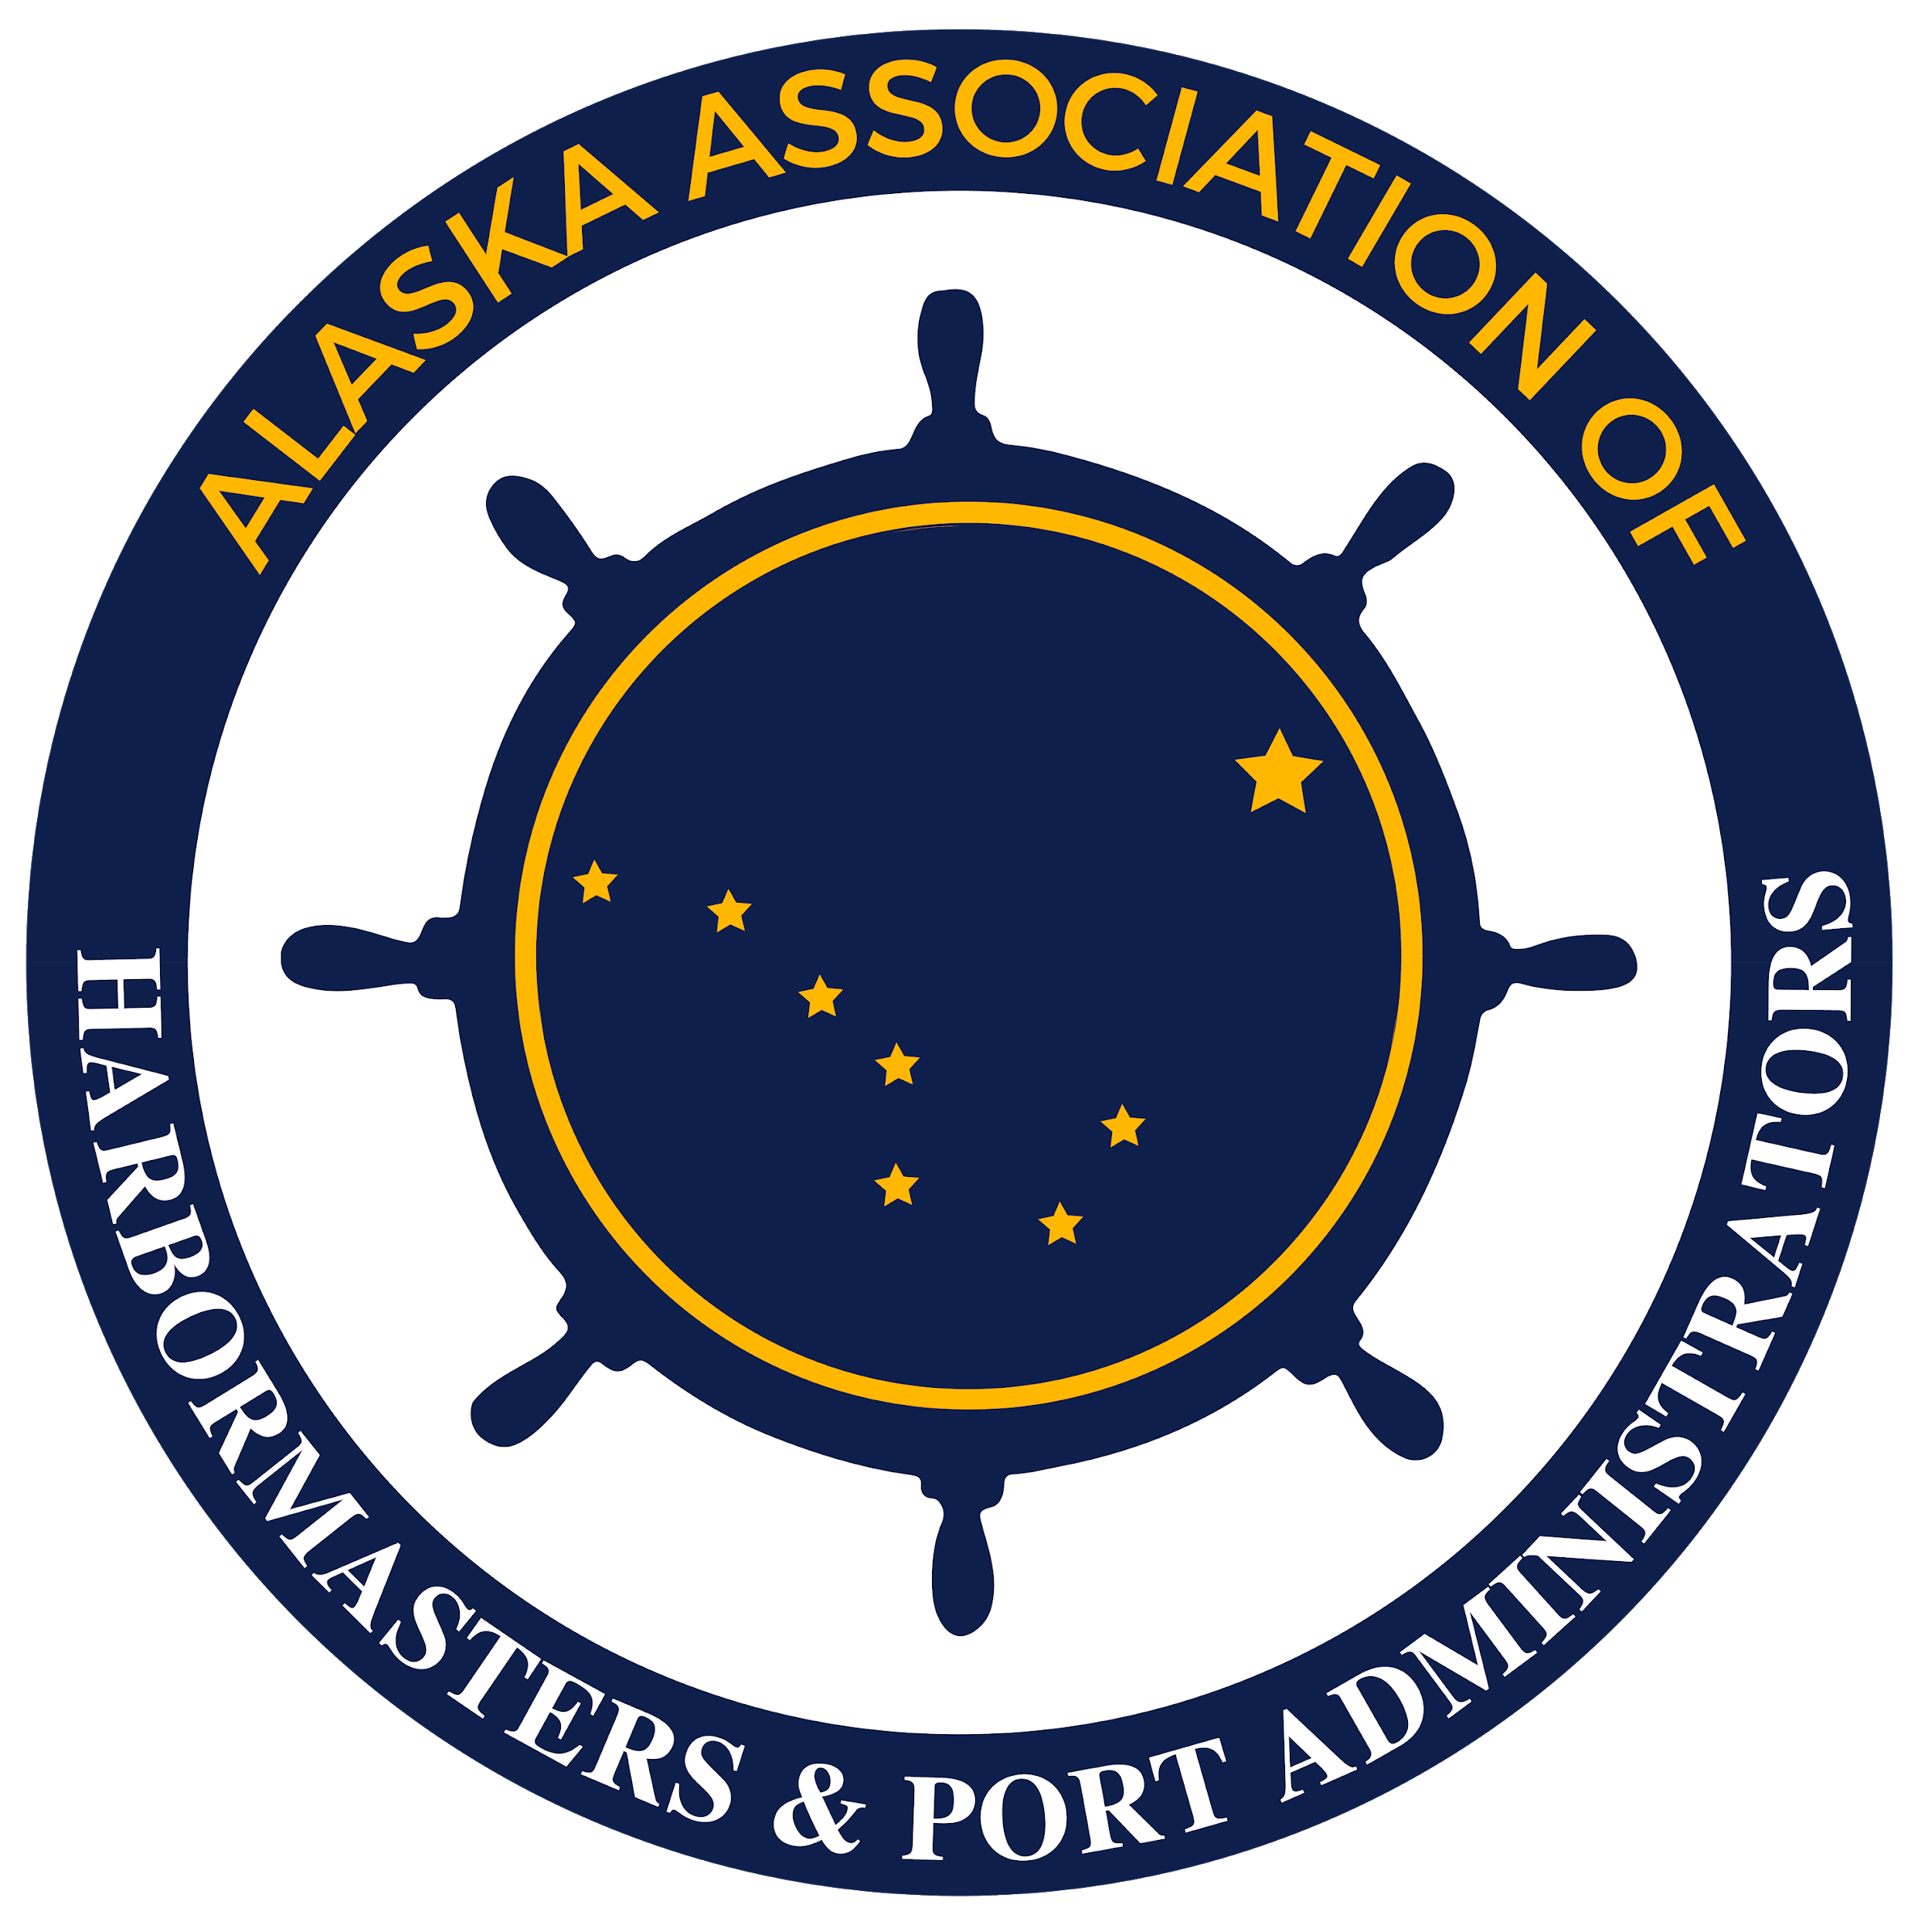 ALASKA ASSOCIATION OF
HARBORMASTERS & PORT ADMINISTRATORS